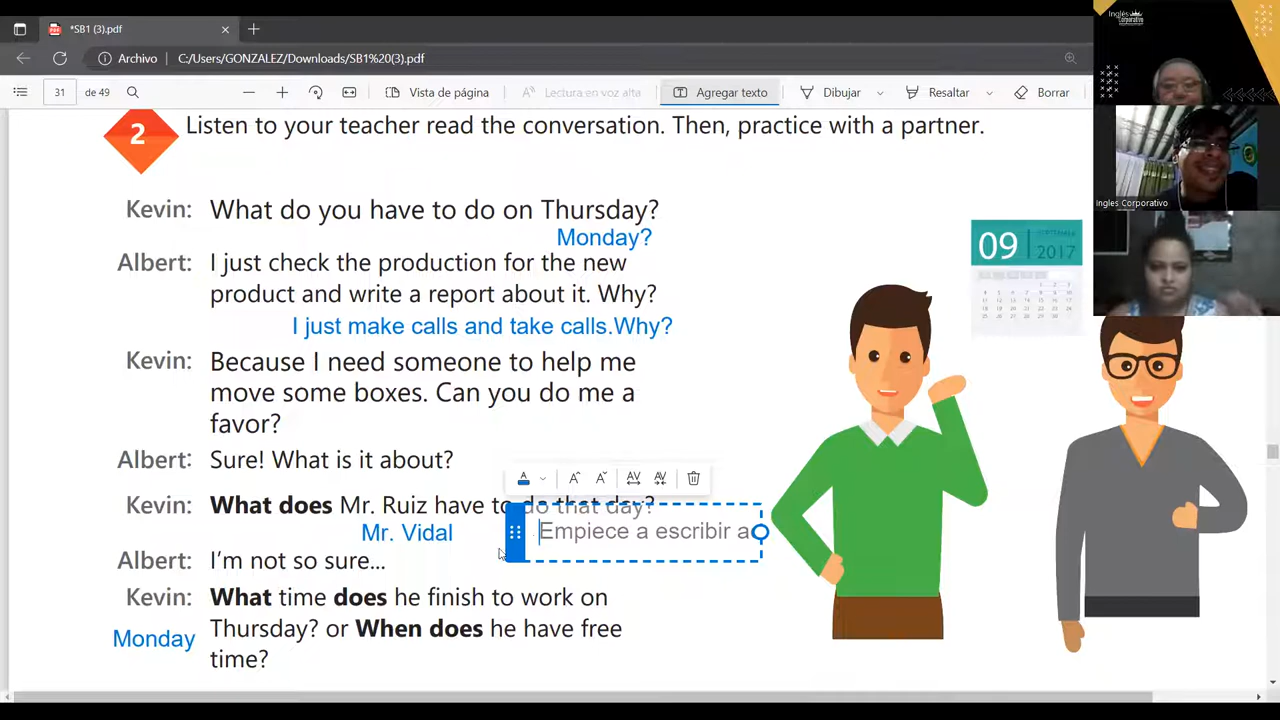 *SB1 (3).pdf
Archivo C:/Users/GONZALEZ/Downloads/SB1%20(3).pdf
31 de 49 Vista de página Lectura en voz alta Agregar texto Dibujar Resaltar Borrar
2 Listen to your teacher read the conversation. Then, practice with a partner.
Kevin: What do you have to do on Thursday?
Monday?
Albert: I just check the production for the new
product and write a report about it. Why?
I just make calls and take calls.Why?
Kevin: Because I need someone to help me
move some boxes. Can you do me a
favor?
Albert: Sure! What is it about?
Kevin: What does Mr. Ruiz have to do that day?
Mr. Vidal
Empiece a escribir a
Albert: I'm not so sure...
Kevin: What time does he finish to work on
Monday Thursday? or When does he have free
time?
09 SEPTEMBER
2017
Inglés
Corporativo
Ingles Corporativo